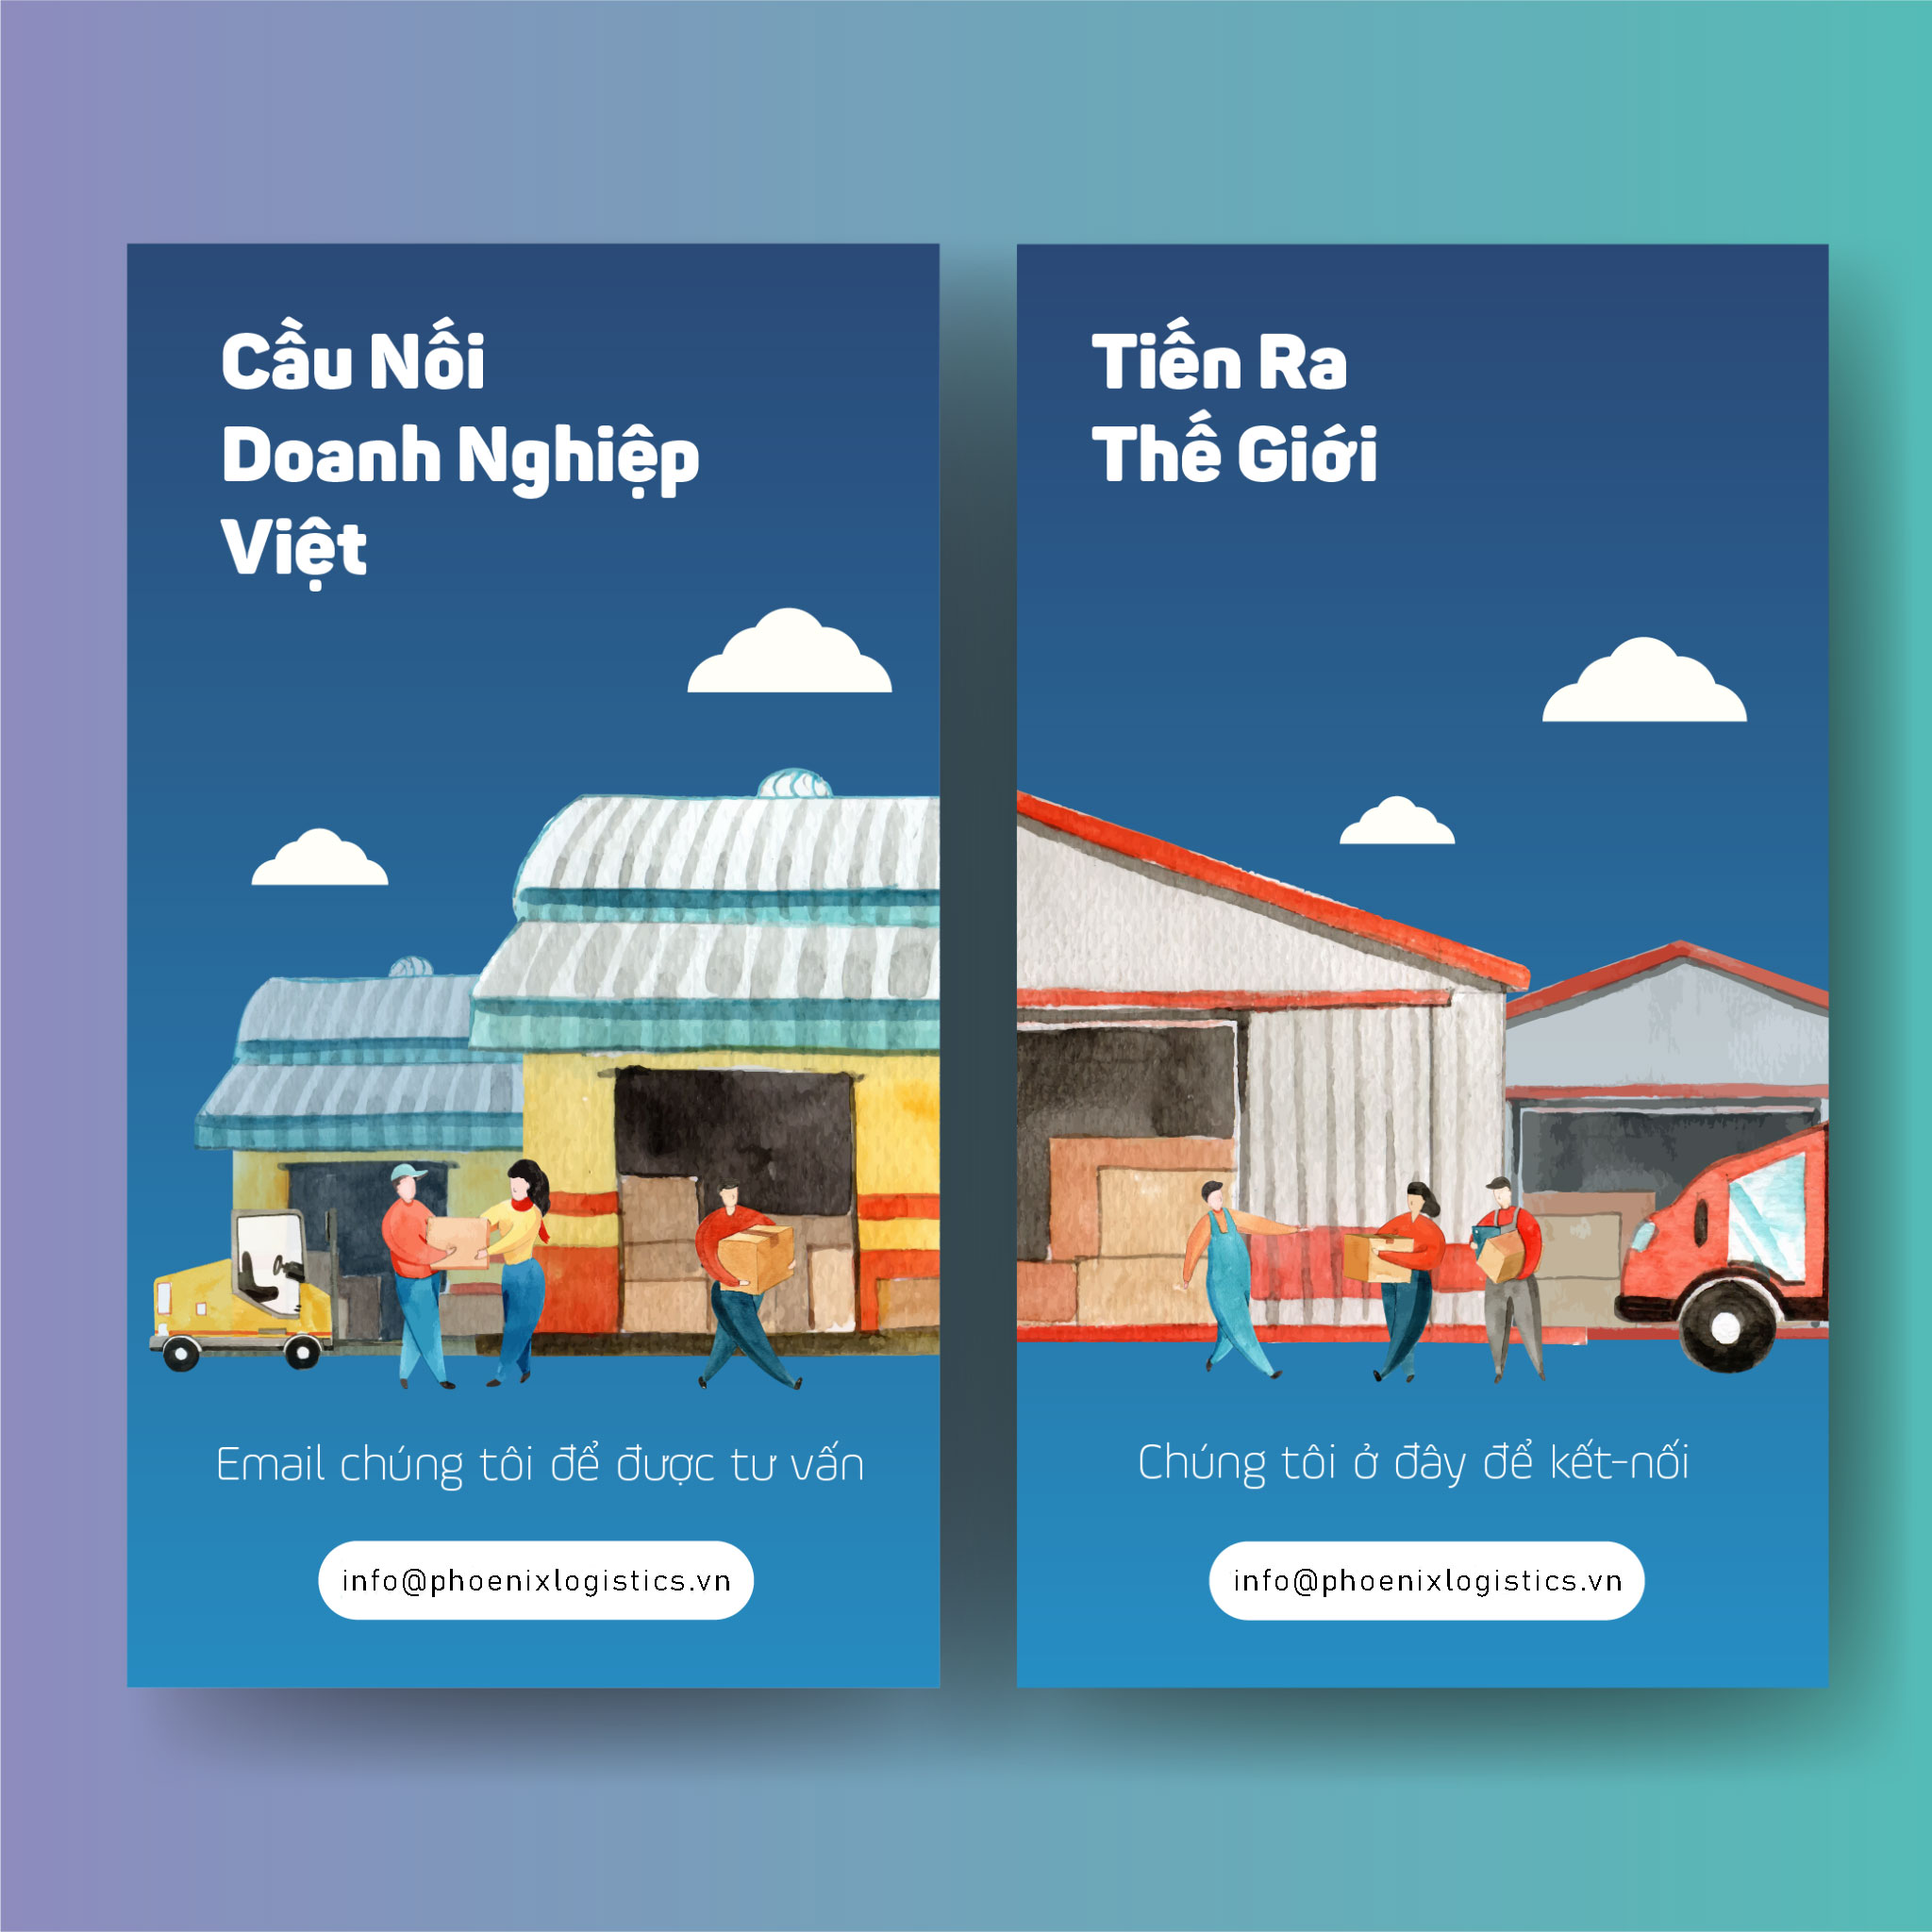 Cầu Nối
Doanh Nghiệp
Việt
Email chúng tôi để được tư vấn
info@phoenixlogistics.vn
Tiến Ra
Thế Giới
Chúng tôi ở đây để kết-nối
info@phoenixlogistics.vn